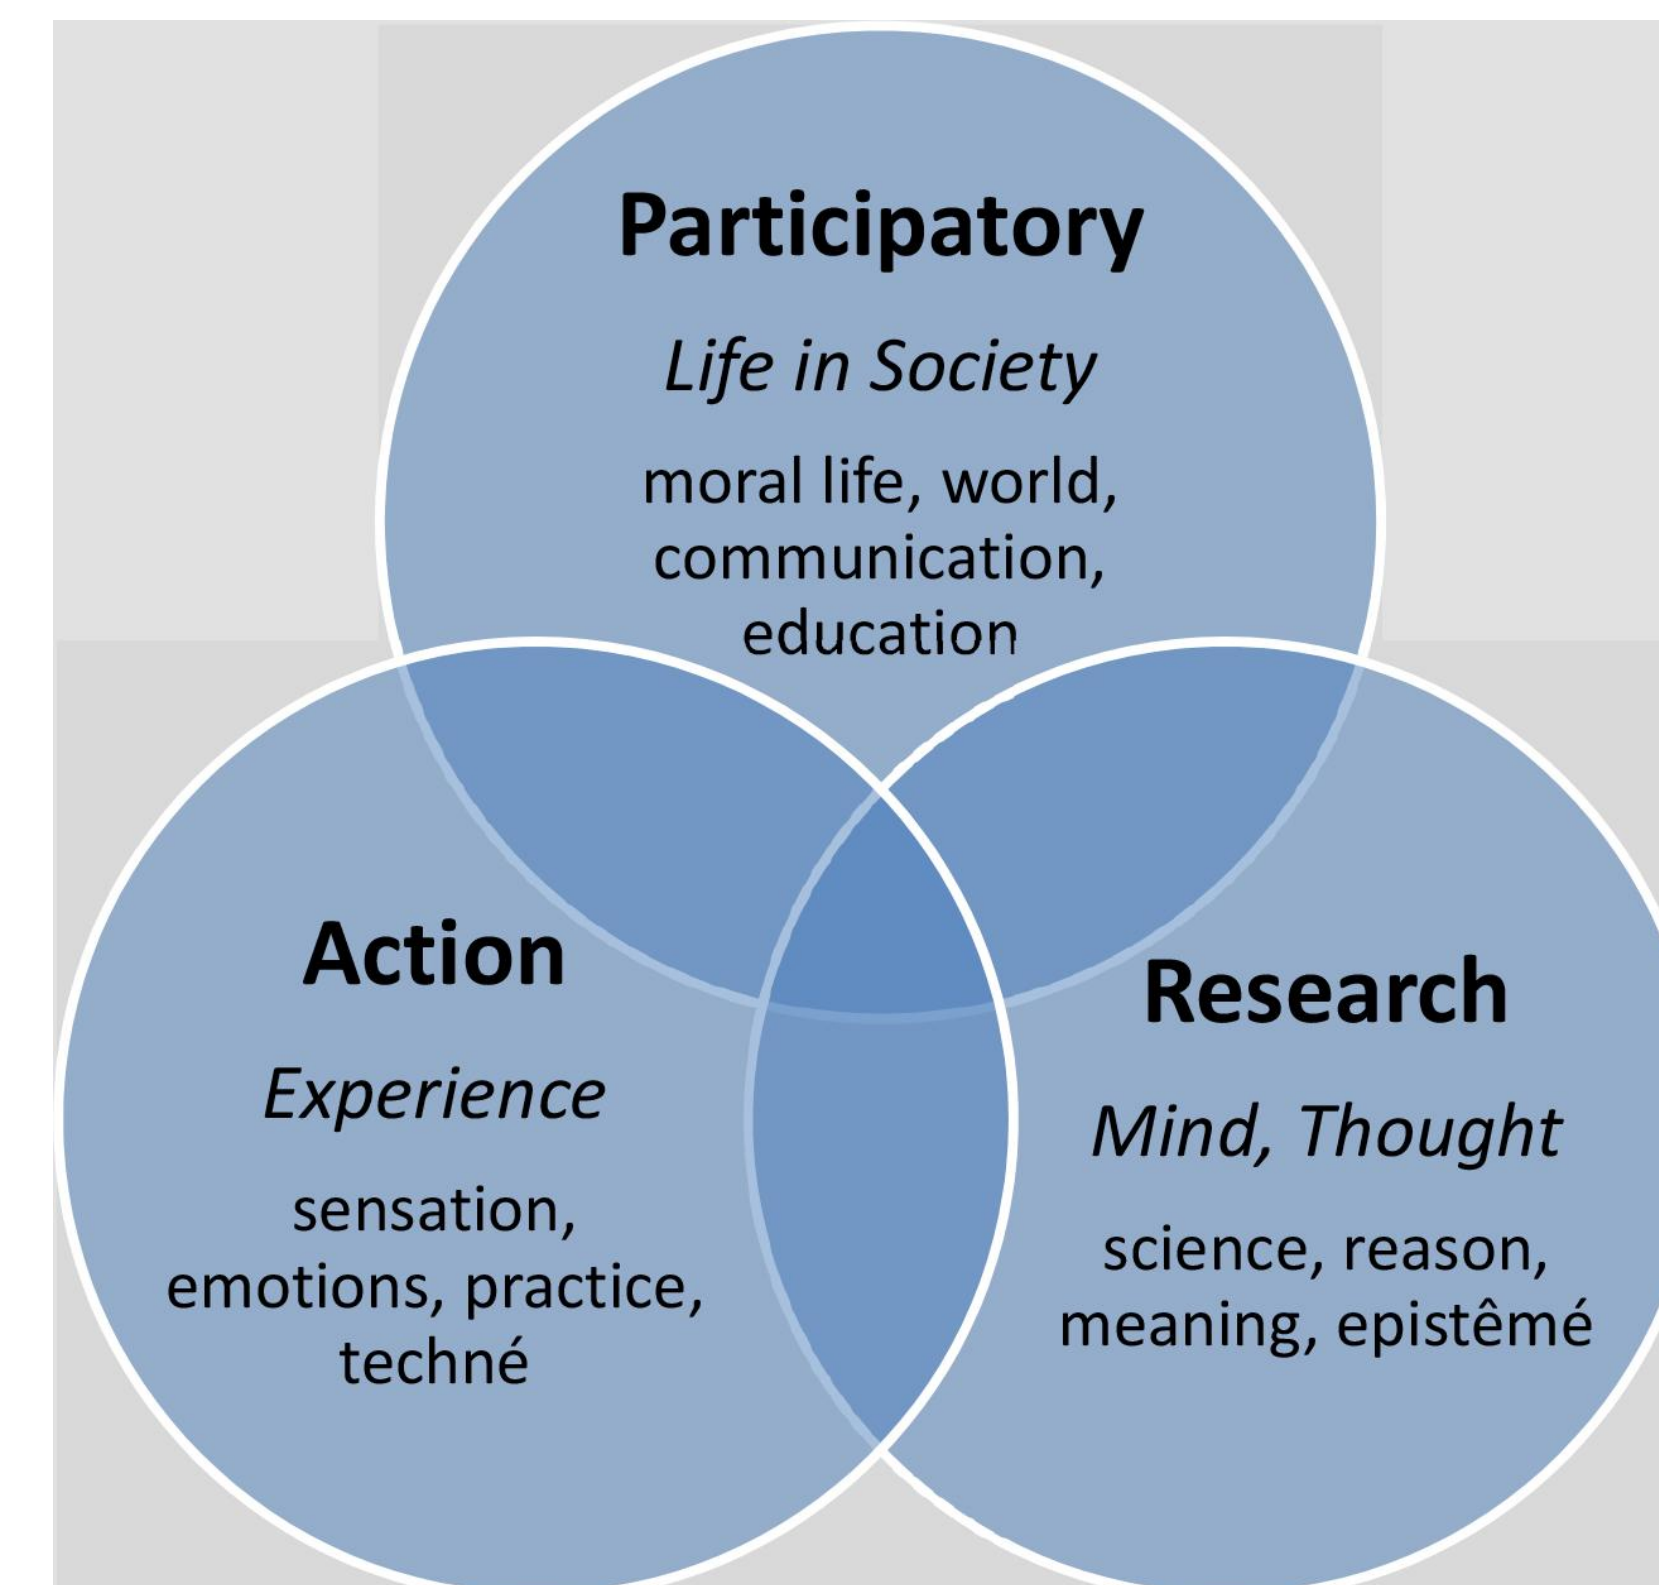 Participatory
Life in Society
moral life, world,
communication,
education
Action
Experience
sensation,
emotions, practice,
techné
Research
Mind, Thought
science, reason,
meaning, epistêmé